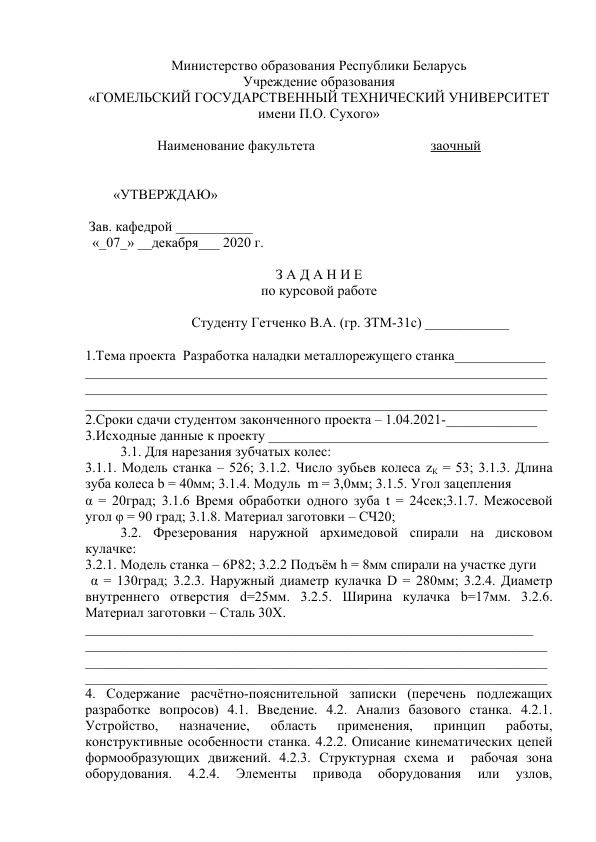 Министерство образования Республики Беларусь
Учреждение образования
«ГОМЕЛЬСКИЙ ГОСУДАРСТВЕННЫЙ ТЕХНИЧЕСКИЙ УНИВЕРСИТЕТ
имени П.О. Сухого»
Наименование факультета заочный
«УТВЕРЖДАЮ»
Зав. кафедрой ___________
«_07_» __декабря___ 2020 г.
З А Д А Н И Е
по курсовой работе
Студенту Гетченко В.А. (гр. ЗТМ-31с) ____________
1.Тема проекта Разработка наладки металлорежущего станка_____________
__________________________________________________________________
__________________________________________________________________
__________________________________________________________________
2.Сроки сдачи студентом законченного проекта – 1.04.2021-_____________
3.Исходные данные к проекту ________________________________________
3.1. Для нарезания зубчатых колес:
3.1.1. Модель станка – 526; 3.1.2. Число зубьев колеса zК = 53; 3.1.3. Длина
зуба колеса b = 40мм; 3.1.4. Модуль m = 3,0мм; 3.1.5. Угол зацепления
α = 20град; 3.1.6 Время обработки одного зуба t = 24сек;3.1.7. Межосевой
угол φ = 90 град; 3.1.8. Материал заготовки – СЧ20;
3.2. Фрезерования наружной архимедовой спирали на дисковом
кулачке:
3.2.1. Модель станка – 6Р82; 3.2.2 Подъём h = 8мм спирали на участке дуги
α = 130град; 3.2.3. Наружный диаметр кулачка D = 280мм; 3.2.4. Диаметр
внутреннего отверстия d=25мм. 3.2.5. Ширина кулачка b=17мм. 3.2.6.
Материал заготовки – Сталь 30Х.
________________________________________________________________
__________________________________________________________________
__________________________________________________________________
__________________________________________________________________
4. Содержание расчётно-пояснительной записки (перечень подлежащих
разработке вопросов) 4.1. Введение. 4.2. Анализ базового станка. 4.2.1.
Устройство, назначение, область применения, принцип работы,
конструктивные особенности станка. 4.2.2. Описание кинематических цепей
формообразующих движений. 4.2.3. Структурная схема и рабочая зона
оборудования. 4.2.4. Элементы привода оборудования или узлов,